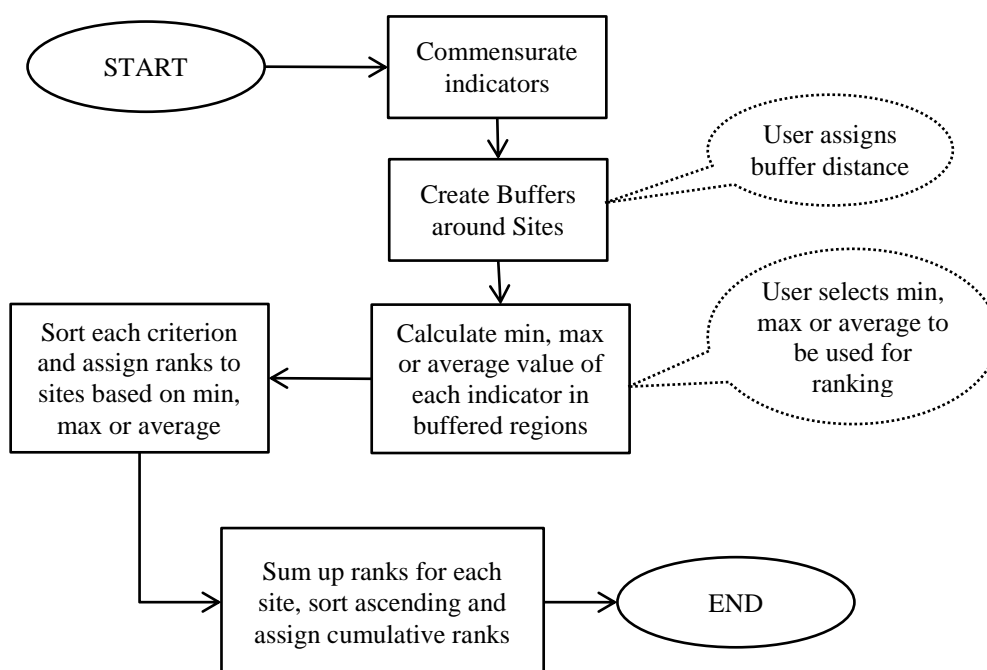 START
Commensurate
indicators
User assigns
buffer distance
Create Buffers
around Sites
User selects min,
max or average to
be used for
ranking
Calculate min, max
or average value of
each indicator in
buffered regions
Sort each criterion
and assign ranks to
sites based on min,
max or average
Sum up ranks for each
site, sort ascending and
assign cumulative ranks
END